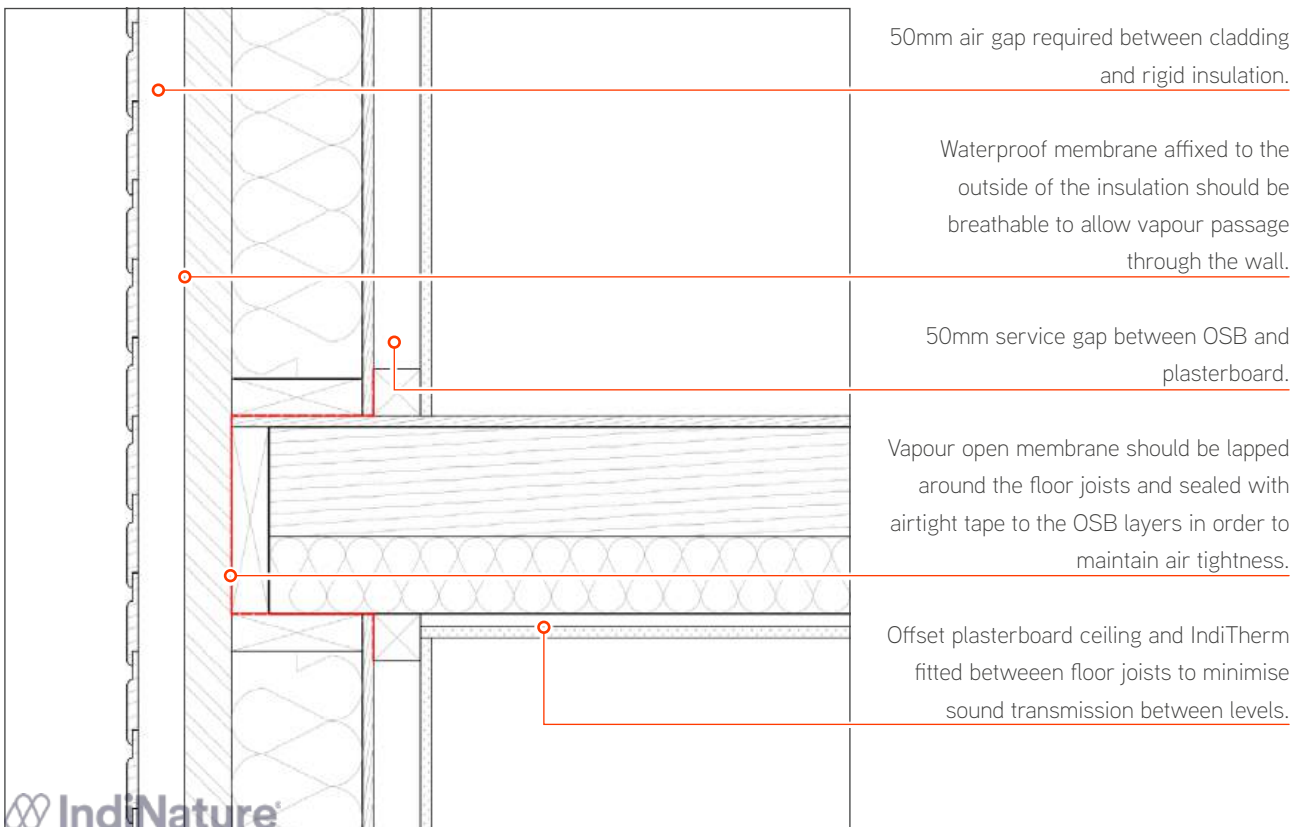 50mm air gap required between cladding
and rigid insulation.
Waterproof membrane affixed to the
outside of the insulation should be
breathable to allow vapour passage
through the wall.
50mm service gap between OSB and
plasterboard.
Vapour open membrane should be lapped
around the floor joists and sealed with
airtight tape to the OSB layers in order to
maintain air tightness.
Offset plasterboard ceiling and IndiTherm
fitted betweeen floor joists to minimise
sound transmission between levels.
IndiNature